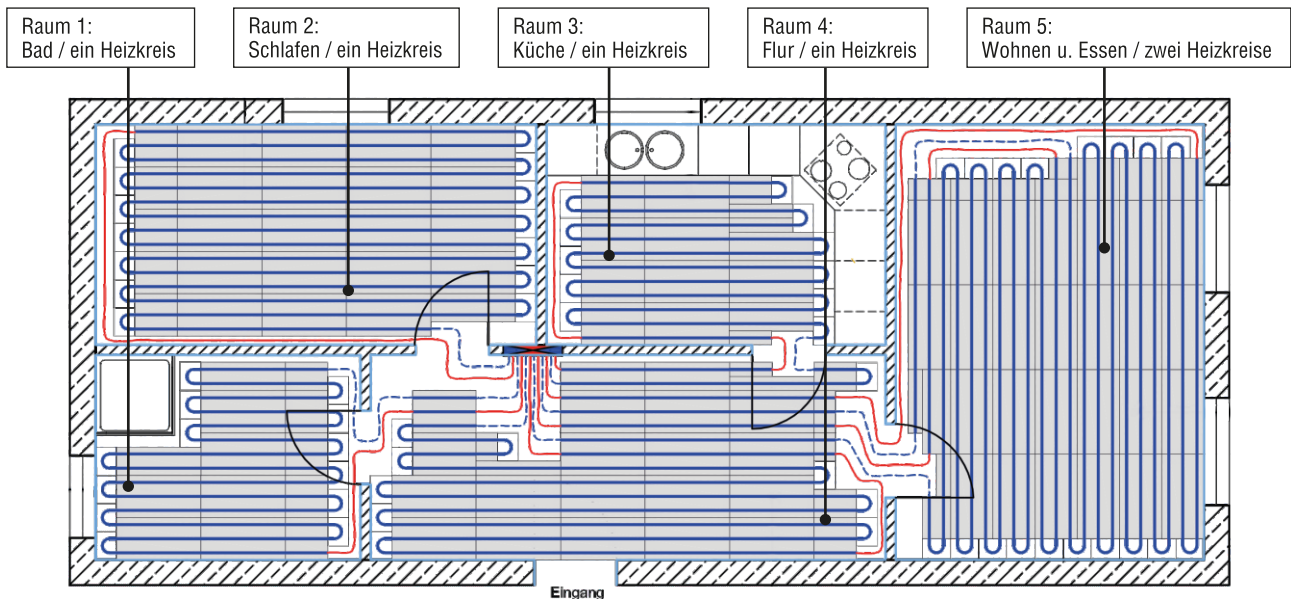 Raum 1:
Bad / ein Heizkreis
Raum 2:
Schlafen / ein Heizkreis
Raum 3:
Küche / ein Heizkreis
Raum 4:
Flur / ein Heizkreis
Raum 5:
Wohnen u. Essen / zwei Heizkreise
Eingang